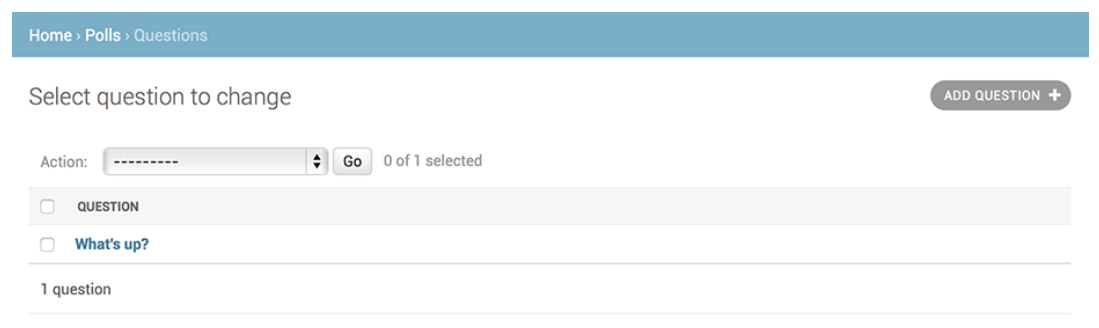 Home › Polls › Questions
Select question to change
ADD QUESTION +
Action: --------- Go 0 of 1 selected
QUESTION
What's up?
1 question